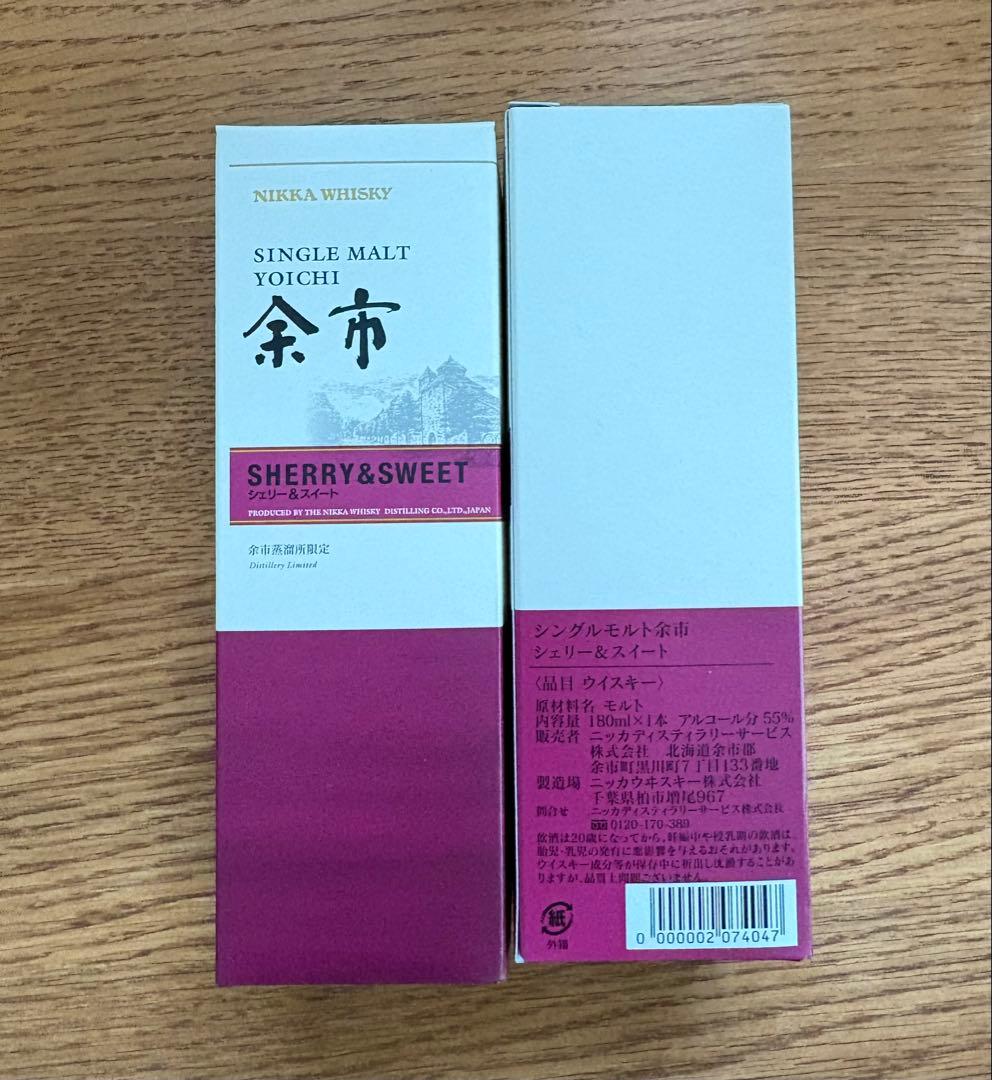 NIKKA WHISKY
SINGLE MALT
YOICHI
余市
SHERRY&SWEET
シェリー&スイート
PRODUCED BY THE NIKKA WHISKY DISTILLING CO.,LTD.,JAPAN
余市蒸溜所限定
Distillery Limited
シングルモルト余市
シェリー&スイート
〈品目 ウイスキー〉
原材料名 モルト
内容量 180ml×1本 アルコール分 55%
販売者 ニッカディスティラリーサービス
株式会社 北海道余市郡
余市町黒川町7丁目133番地
製造場 ニッカウヰスキー株式会社
千葉県柏市増尾967
問合せ ニッカディスティラリーサービス株式会社
0120-170-389
飲酒は20歳になってから。妊娠中や授乳期の飲酒は、
胎児・乳児の発育に悪影響を与えるおそれがあります。
ウイスキー成分等が保存中に析出し沈澱することがあ
りますが、品質上問題ございません。
紙
外箱
0 000002 074047